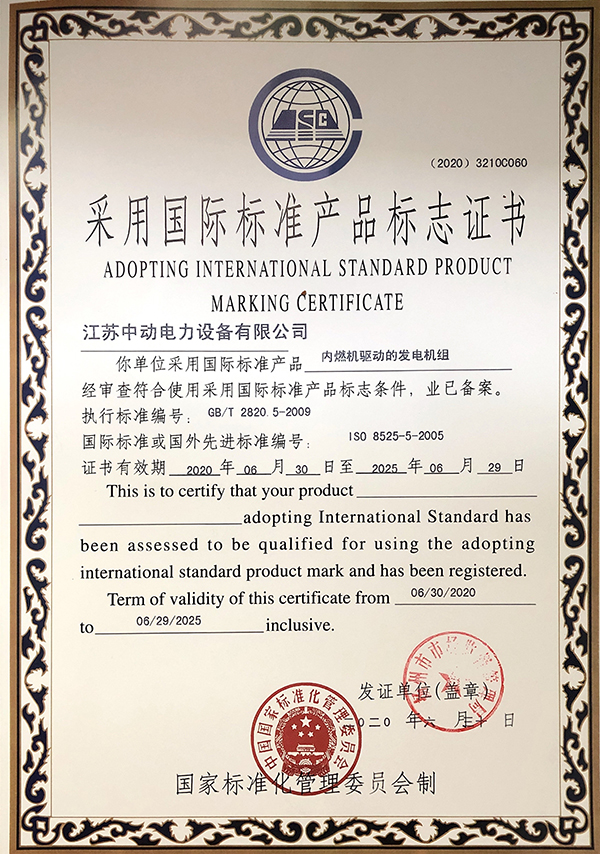 ISC
(2020) 3210C060
采用国际标准产品标志证书
ADOPTING INTERNATIONAL STANDARD PRODUCT
MARKING CERTIFICATE
江苏中动电力设备有限公司
你单位采用国际标准产品 内燃机驱动的发电机组
经审查符合使用采用国际标准产品标志条件，业已备案。
执行标准编号： GB/T 2820.5-2009
国际标准或国外先进标准编号： ISO 8525-5-2005
证书有效期 2020 年 06 月 30 日至 2025 年 06 月 29 日
This is to certify that your product
adopting International Standard has
been assessed to be qualified for using the adopting
international standard product mark and has been registered.
Term of validity of this certificate from 06/30/2020
to 06/29/2025 inclusive.
发证单位(盖章)
二0 年 六 月 三十 日
中国国家标准化管理委员会
国家标准化管理委员会制